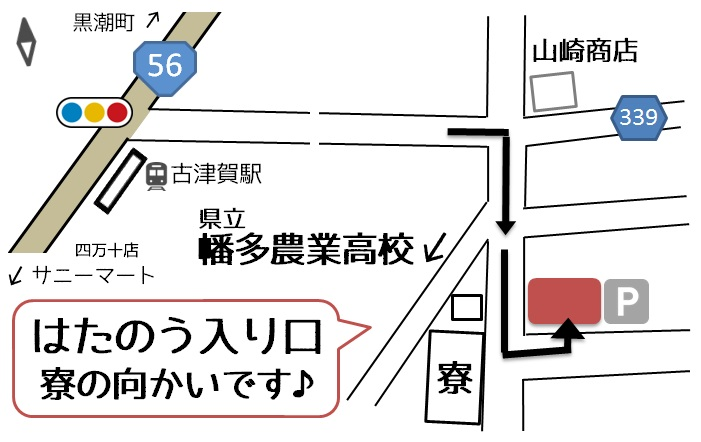 黒潮町
56
山崎商店
339
古津賀駅
県立
幡多農業高校
四万十店
サニーマート
はたのう入り口
寮の向かいです♪
寮
P